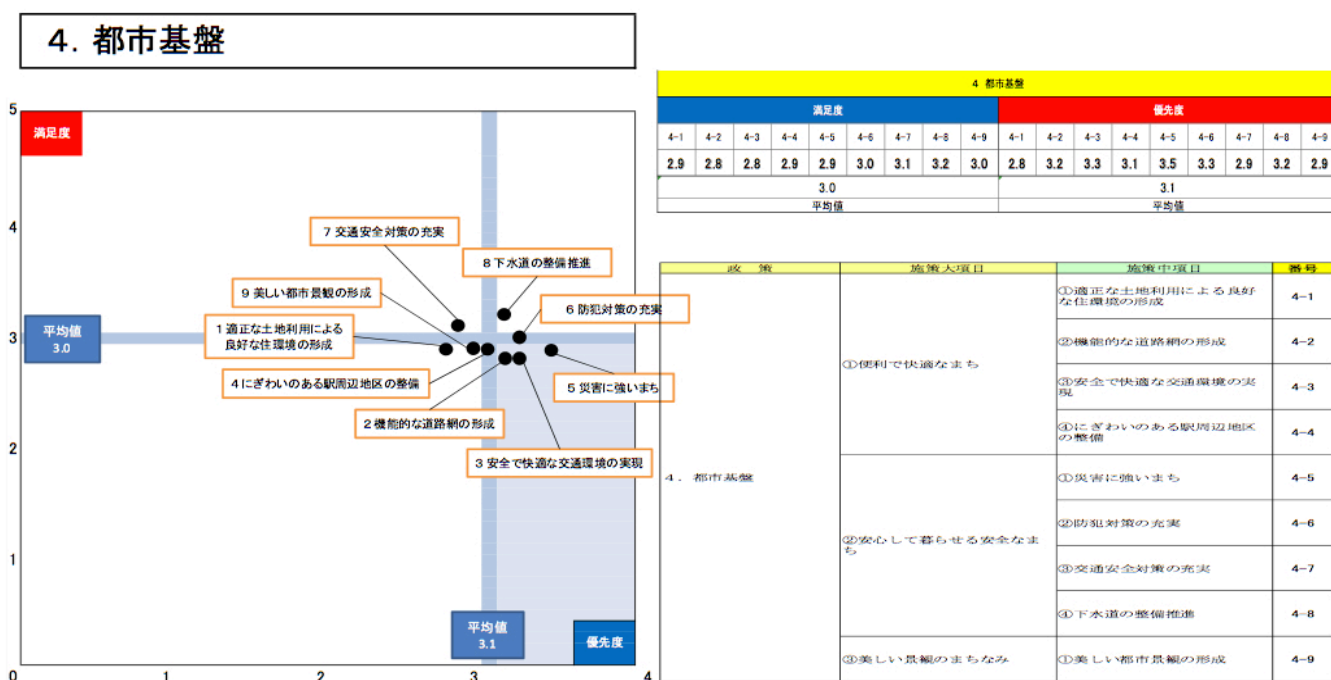 4. 都市基盤
5
満足度
4
7 交通安全対策の充実
8 下水道の整備推進
9 美しい都市景観の形成
6 防犯対策の充実
3
平均値
3.0
1 適正な土地利用による
良好な住環境の形成
4 にぎわいのある駅周辺地区の整備
5 災害に強いまち
2 機能的な道路網の形成
3 安全で快適な交通環境の実現
2
1
平均値
3.1
優先度
0 1 2 3 4
4 都市基盤
満足度 優先度
4-1 4-2 4-3 4-4 4-5 4-6 4-7 4-8 4-9 4-1 4-2 4-3 4-4 4-5 4-6 4-7 4-8 4-9
2.9 2.8 2.8 2.9 2.9 3.0 3.1 3.2 3.0 2.8 3.2 3.3 3.1 3.5 3.3 2.9 3.2 2.9
3.0 3.1
平均値 平均値
政 策 施策大項目 施策中項目 番号
4. 都市基盤
①便利で快適なまち
①適正な土地利用による良好
な住環境の形成
4-1
②機能的な道路網の形成 4-2
③安全で快適な交通環境の実
現
4-3
④にぎわいのある駅周辺地区
の整備
4-4
②安心して暮らせる安全なま
ち
①災害に強いまち 4-5
②防犯対策の充実 4-6
③交通安全対策の充実 4-7
④下水道の整備推進 4-8
③美しい景観のまちなみ ①美しい都市景観の形成 4-9